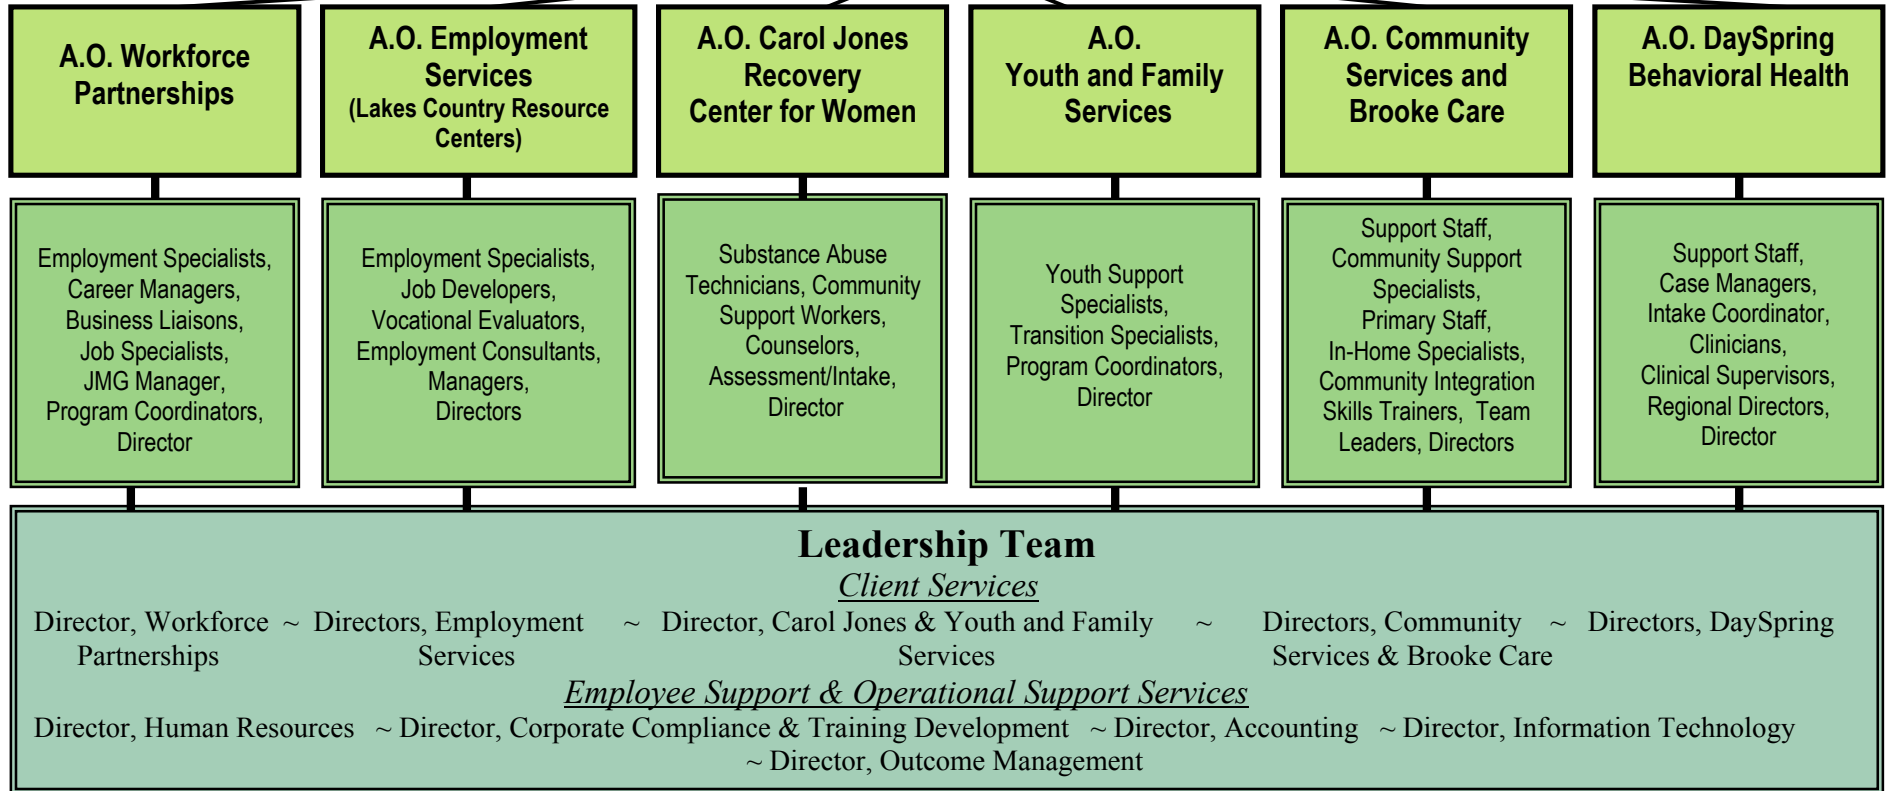 A.O. Workforce
Partnerships
A.O. Employment
Services
(Lakes Country Resource
Centers)
A.O. Carol Jones
Recovery
Center for Women
A.O.
Youth and Family
Services
A.O. Community
Services and
Brooke Care
A.O. DaySpring
Behavioral Health
Employment Specialists,
Career Managers,
Business Liaisons,
Job Specialists,
JMG Manager,
Program Coordinators,
Director
Employment Specialists,
Job Developers,
Vocational Evaluators,
Employment Consultants,
Managers,
Directors
Substance Abuse
Technicians, Community
Support Workers,
Counselors,
Assessment/Intake,
Director
Youth Support
Specialists,
Transition Specialists,
Program Coordinators,
Director
Support Staff,
Community Support
Specialists,
Primary Staff,
In-Home Specialists,
Community Integration
Skills Trainers, Team
Leaders, Directors
Support Staff,
Case Managers,
Intake Coordinator,
Clinicians,
Clinical Supervisors,
Regional Directors,
Director
Leadership Team
Client Services
Director, Workforce ~ Directors, Employment ~ Director, Carol Jones & Youth and Family ~ Directors, Community ~ Directors, DaySpring
Partnerships Services Services Services & Brooke Care
Employee Support & Operational Support Services
Director, Human Resources ~ Director, Corporate Compliance & Training Development ~ Director, Accounting ~ Director, Information Technology
~ Director, Outcome Management